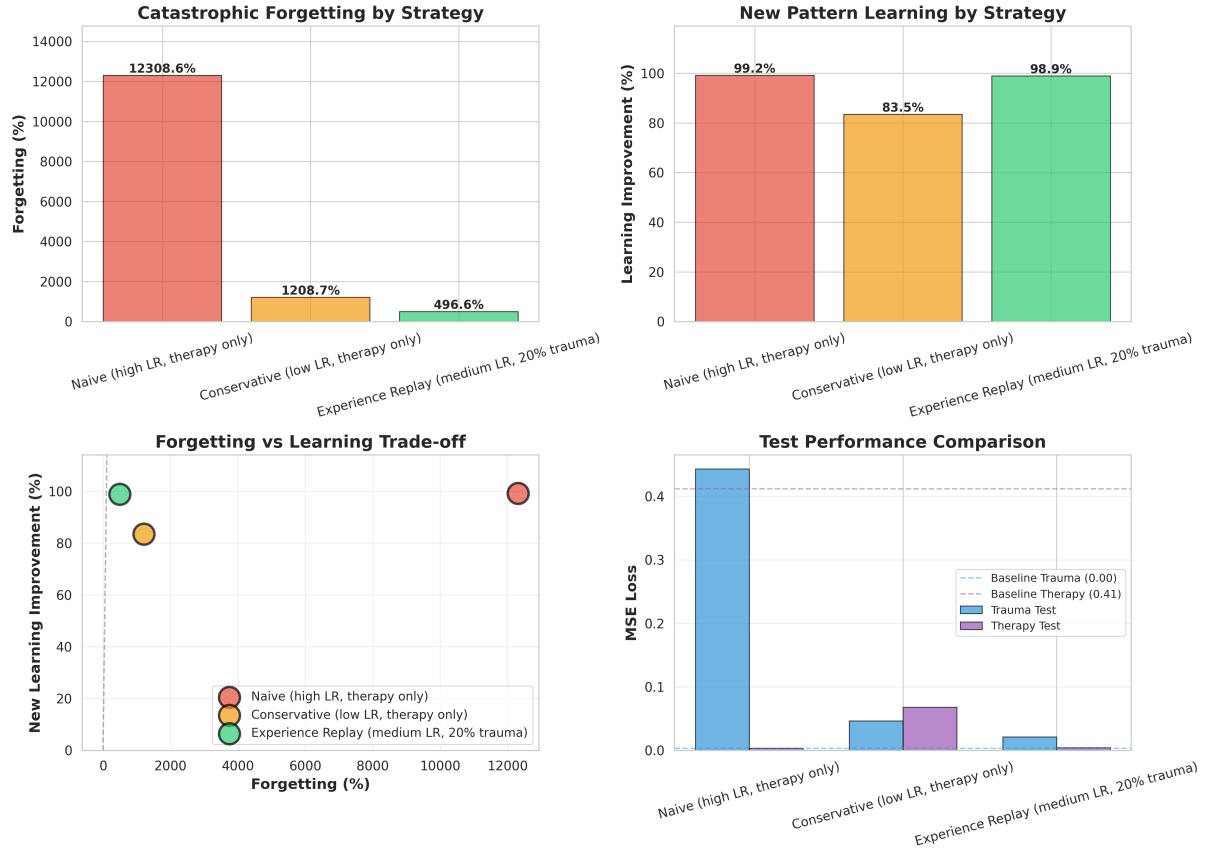 Catastrophic Forgetting by Strategy
Forgetting (%)
14000
12000
10000
8000
6000
4000
2000
0
12308.6%
1208.7%
496.6%
Naive (high LR, therapy only)
Conservative (low LR, therapy only)
Experience Replay (medium LR, 20% trauma)
New Pattern Learning by Strategy
Learning Improvement (%)
100
80
60
40
20
0
99.2%
83.5%
98.9%
Naive (high LR, therapy only)
Conservative (low LR, therapy only)
Experience Replay (medium LR, 20% trauma)
Forgetting vs Learning Trade-off
New Learning Improvement (%)
100
80
60
40
20
0
Naive (high LR, therapy only)
Conservative (low LR, therapy only)
Experience Replay (medium LR, 20% trauma)
0 2000 4000 6000 8000 10000 12000
Forgetting (%)
Test Performance Comparison
MSE Loss
0.4
0.3
0.2
0.1
0.0
Baseline Trauma (0.00)
Baseline Therapy (0.41)
Trauma Test
Therapy Test
Naive (high LR, therapy only)
Conservative (low LR, therapy only)
Experience Replay (medium LR, 20% trauma)